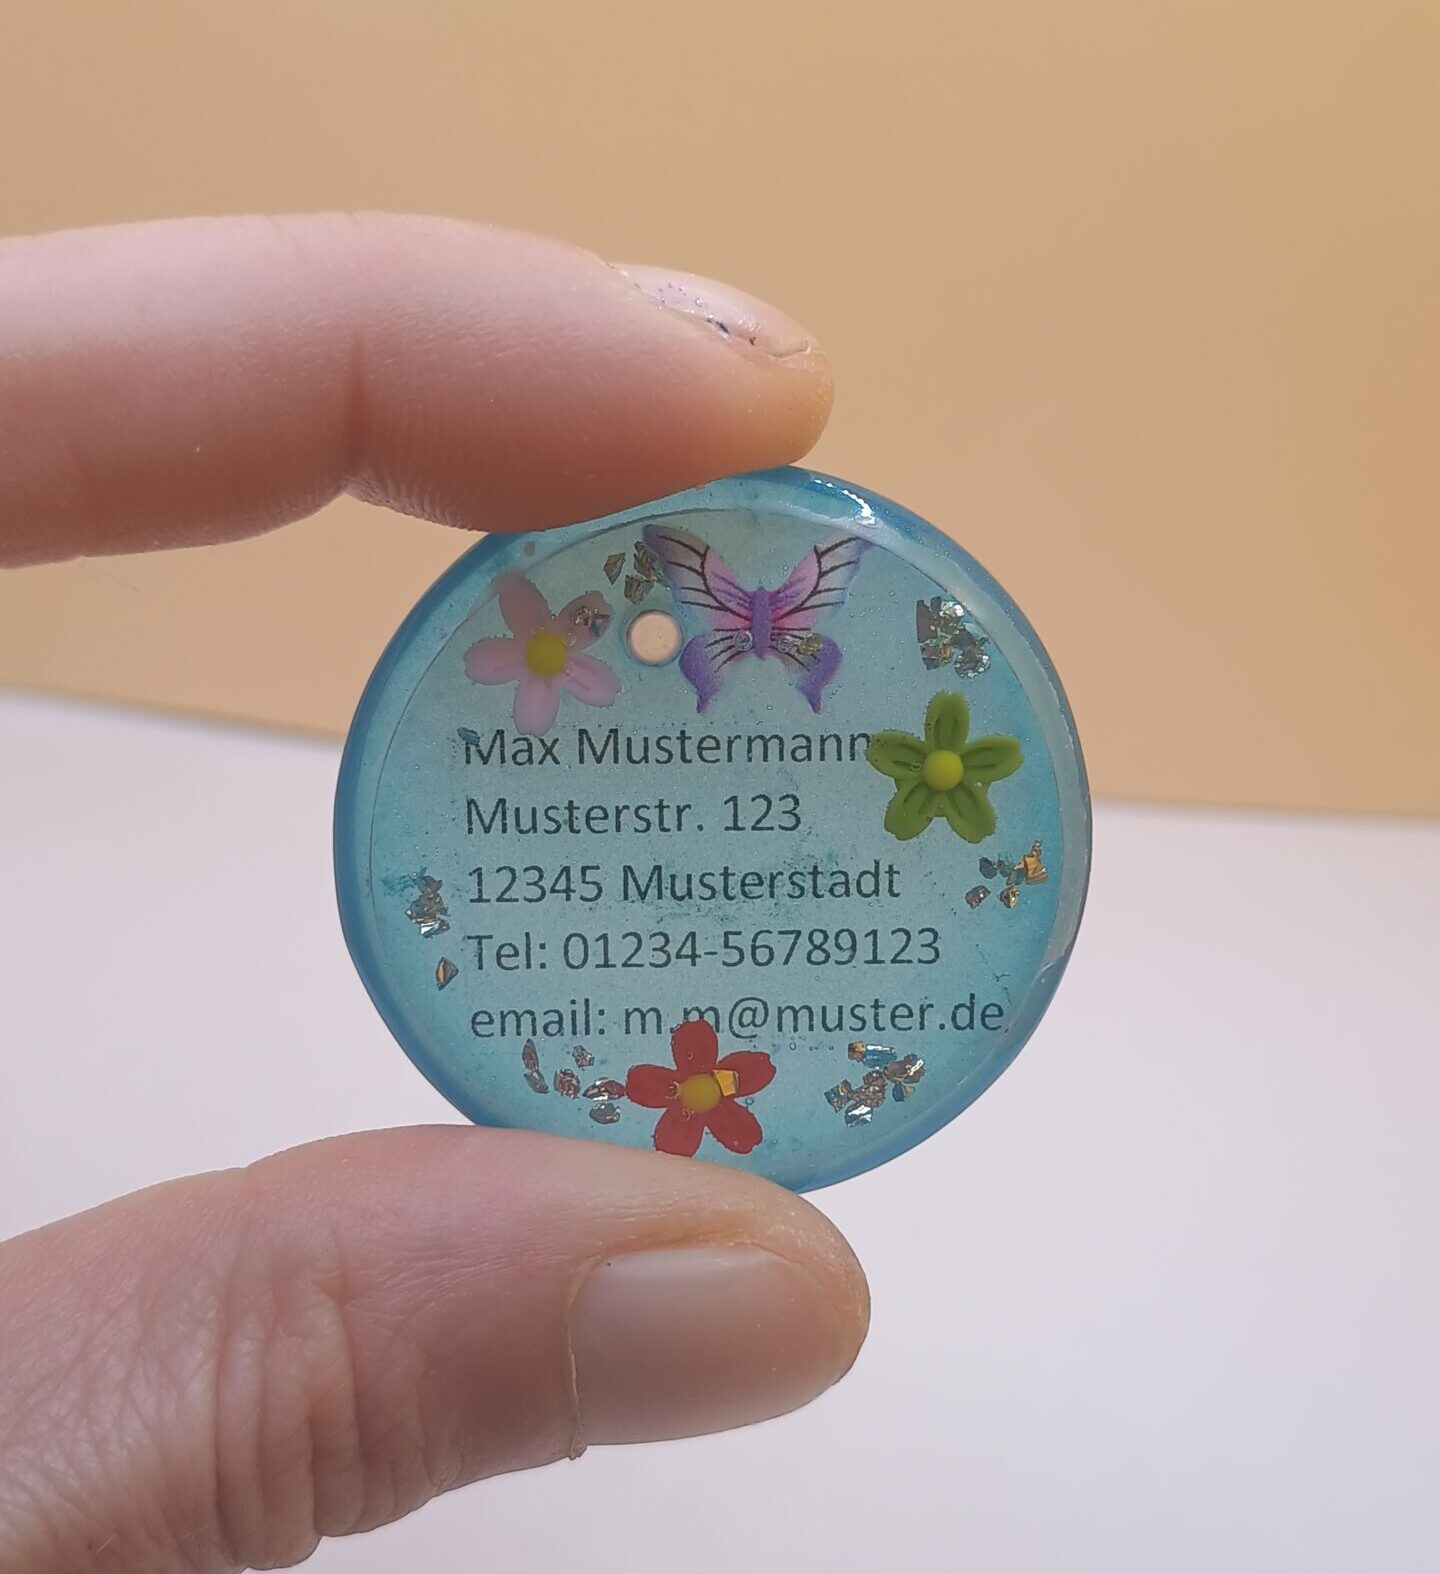 Max Mustermann
Musterstr. 123
12345 Musterstadt
Tel: 01234-56789123
email: m.m@muster.de